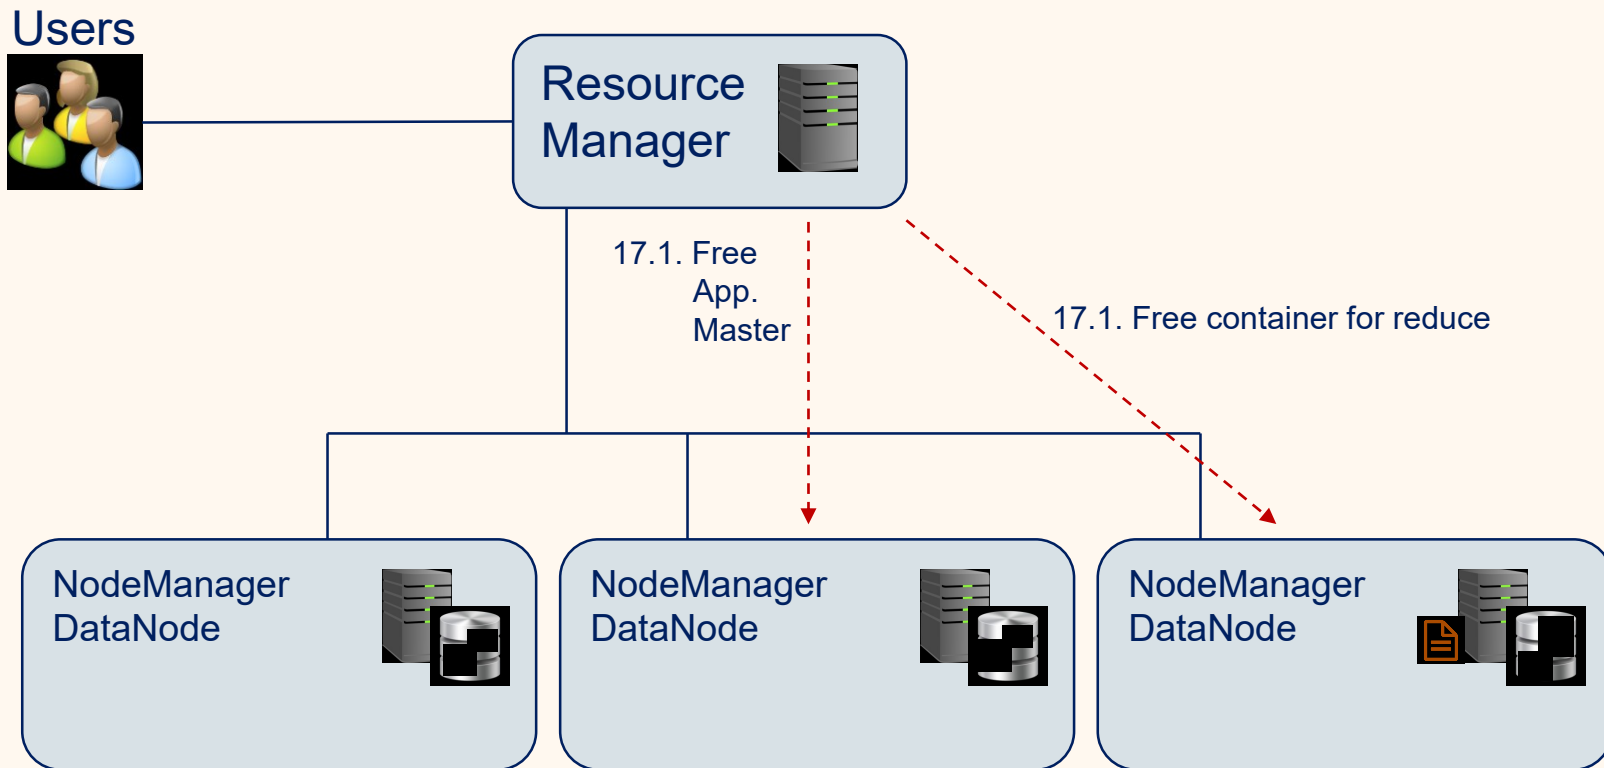 Users
Resource
Manager
17.1. Free
App.
Master
17.1. Free container for reduce
NodeManager
DataNode
NodeManager
DataNode
NodeManager
DataNode